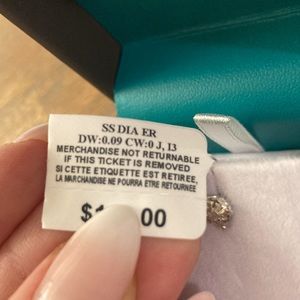 SS DIA ER
DW:0.09 CW:0 J, I3
MERCHANDISE NOT RETURNABLE
IF THIS TICKET IS REMOVED
SI CETTE ETIQUETTE EST RETIREE,
LA MARCHANDISE NE POURRA ETRE RETOURNEE